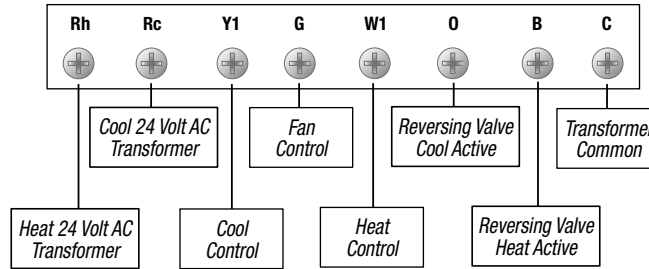 Rh Rc Y1 G W1 O B C
Cool 24 Volt AC
Transformer
Fan
Control
Reversing Valve
Cool Active
Transformer
Common
Heat 24 Volt AC
Transformer
Cool
Control
Heat
Control
Reversing Valve
Heat Active